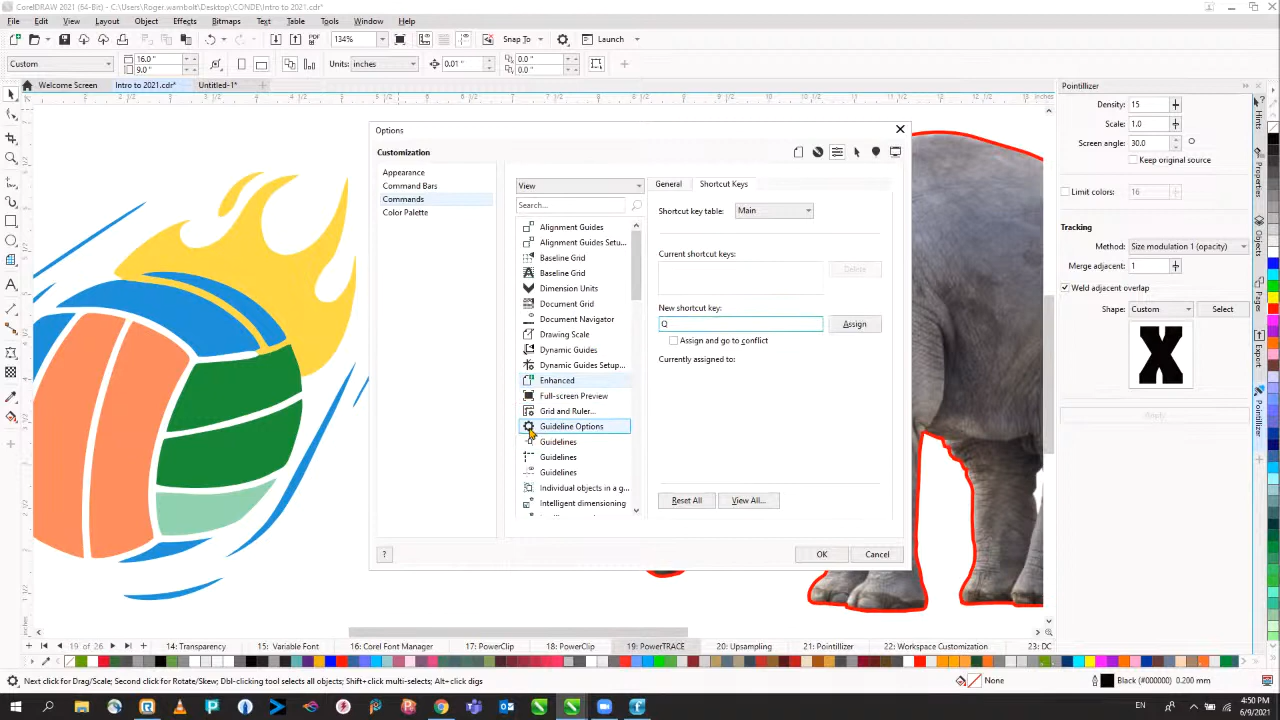 CorelDRAW 2021 (64-Bit) - C:\Users\Roger.wambolt\Desktop\CONDE\Intro to 2021.cdr*
File Edit View Layout Object Effects Bitmaps Text Table Tools Window Help
134% Snap To Launch
Custom 16.0 " 9.0 " Units: inches 0.01 " 0.0 " 0.0 "
Welcome Screen Intro to 2021.cdr* Untitled-1*
inches
Options
Customization
Appearance
Command Bars
Commands
Color Palette
View
Search...
Alignment Guides
Alignment Guides Setu...
Baseline Grid
Baseline Grid
Dimension Units
Document Grid
Document Navigator
Drawing Scale
Dynamic Guides
Dynamic Guides Setup...
Enhanced
Full-screen Preview
Grid and Ruler...
Guideline Options
Guidelines
Guidelines
Guidelines
Individual objects in a g...
Intelligent dimensioning
General Shortcut Keys
Shortcut key table: Main
Current shortcut keys:
Delete
New shortcut key:
Q Assign
Assign and go to conflict
Currently assigned to:
Reset All View All...
? OK Cancel
Pointillizer
Density: 15
Scale: 1.0
Screen angle: 30.0
Keep original source
Limit colors: 16
Tracking
Method: Size modulation 1 (opacity)
Merge adjacent: 1
Weld adjacent overlap
Shape: Custom Select
Apply
Hints
Properties
Objects
Pages
Export
Pointillizer
19 of 26 14: Transparency 15: Variable Font 16: Corel Font Manager 17: PowerClip 18: PowerClip 19: PowerTRACE 20: Upsampling 21: Pointillizer 22: Workspace Customization 23: DC
Next click for Drag/Scale; Second click for Rotate/Skew; Dbl-clicking tool selects all objects; Shift+click multi-selects; Alt+click digs None Black (#000000) 0.200 mm
EN 4:50 PM
6/9/2021